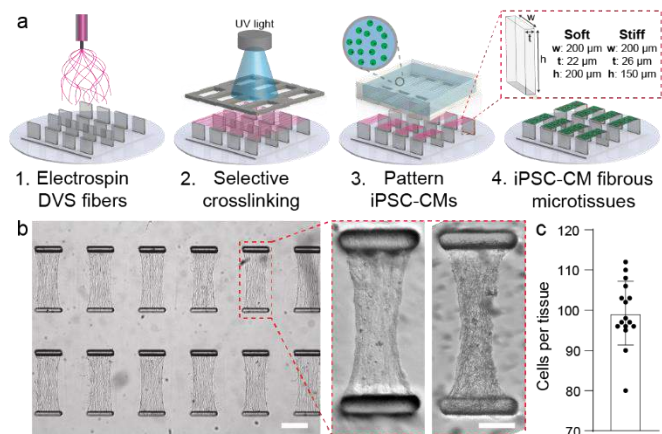 a
UV light
w
t
h
Soft
Stiff
w: 200 µm
w: 200 µm
t: 22 µm
t: 26 µm
h: 200 µm
h: 150 µm
1. Electrospin
DVS fibers
2. Selective
crosslinking
3. Pattern
iPSC-CMs
4. iPSC-CM fibrous
microtissues
b
c
Cells per tissue
120
110
100
90
80
70